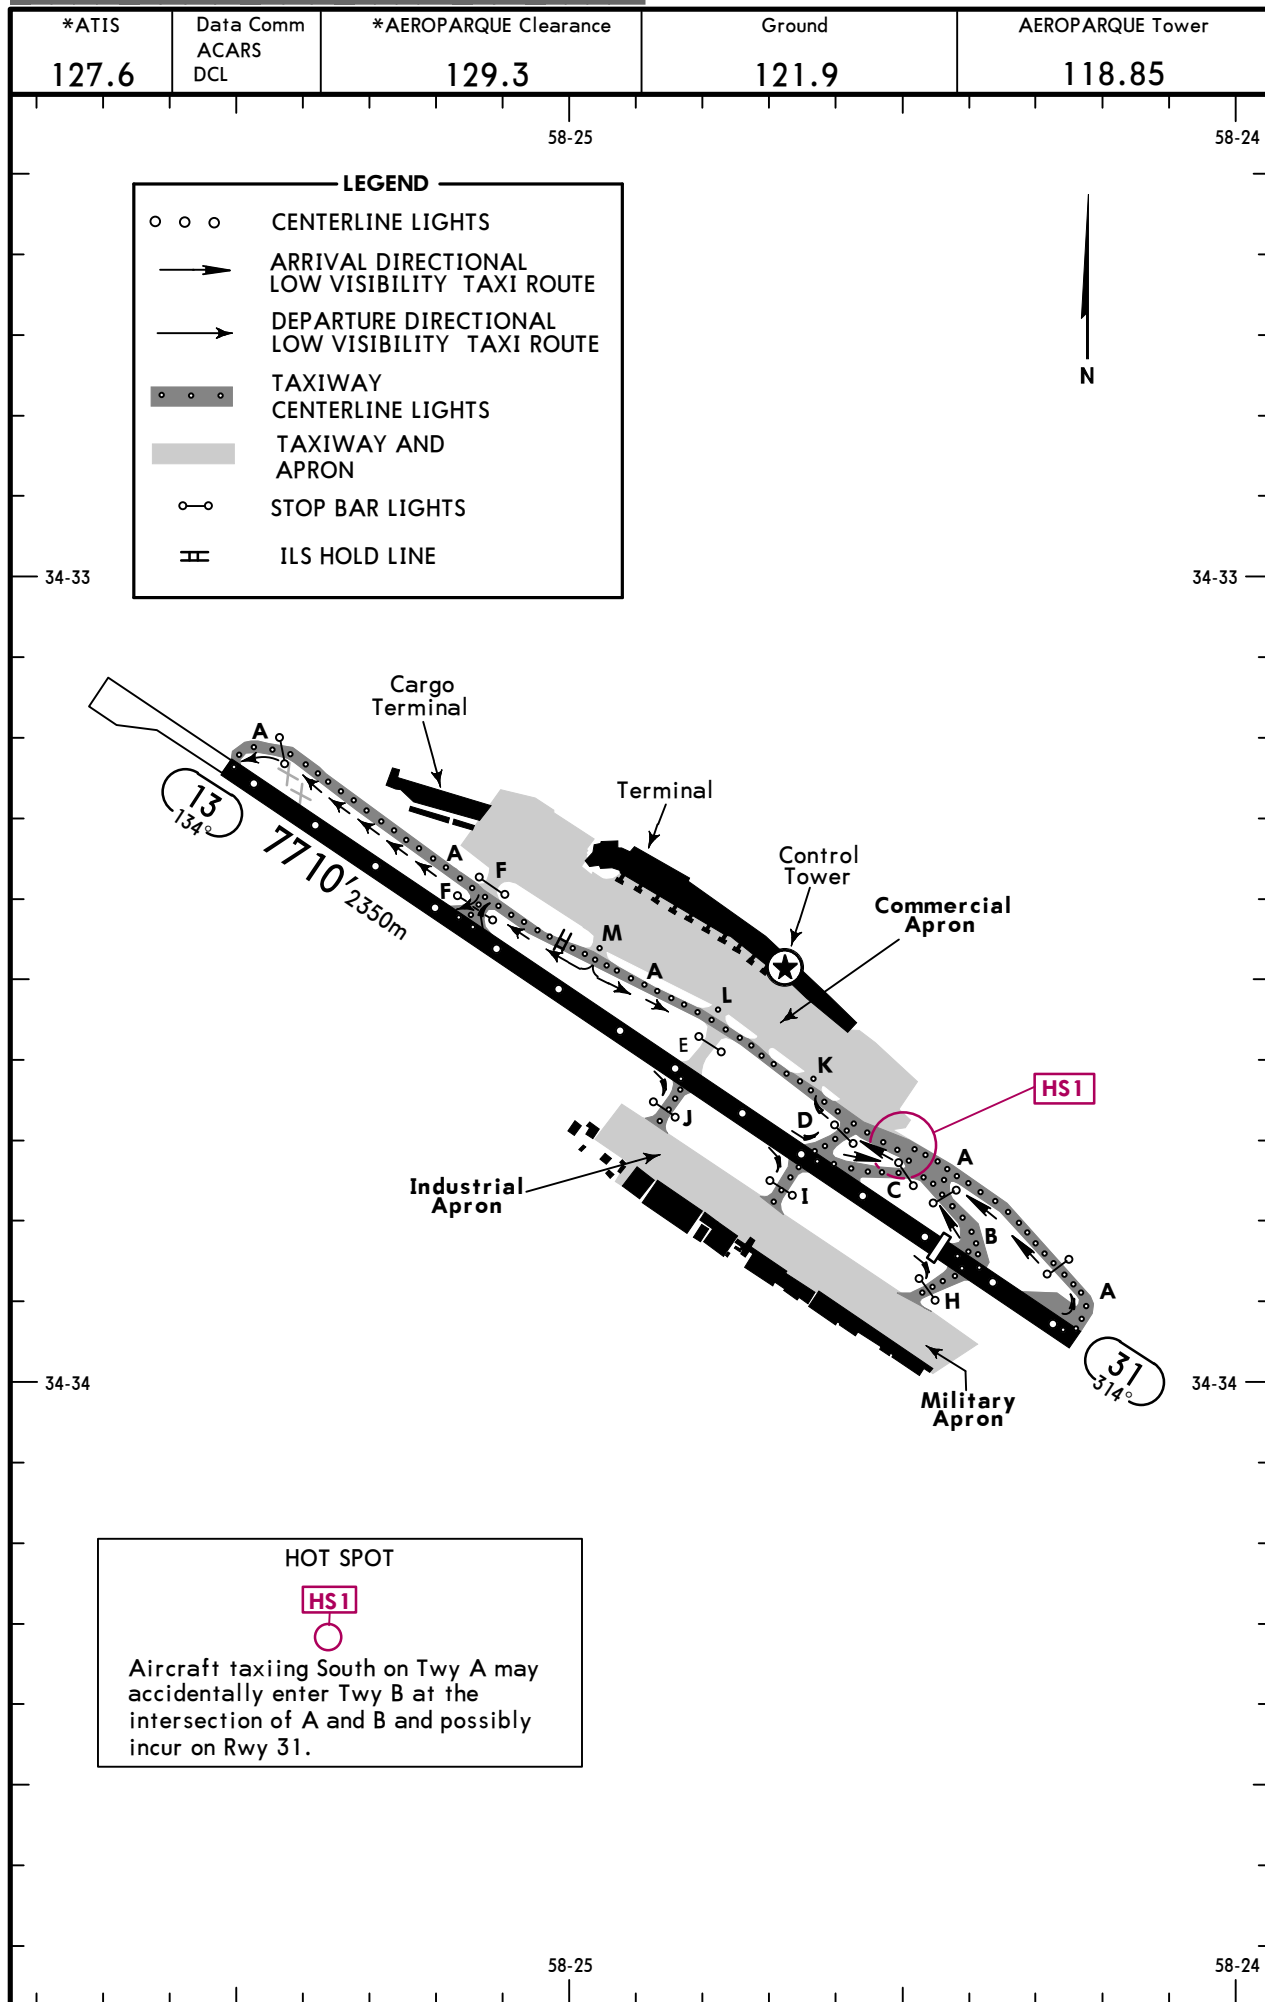 *ATIS
127.6
Data Comm
ACARS
DCL
*AEROPARQUE Clearance
129.3
Ground
121.9
AEROPARQUE Tower
118.85
58-25
58-24
LEGEND
CENTERLINE LIGHTS
ARRIVAL DIRECTIONAL
LOW VISIBILITY TAXI ROUTE
DEPARTURE DIRECTIONAL
LOW VISIBILITY TAXI ROUTE
TAXIWAY
CENTERLINE LIGHTS
TAXIWAY AND
APRON
STOP BAR LIGHTS
ILS HOLD LINE
N
34-33
34-33
Cargo
Terminal
A
Terminal
13
134°
7710'
2350m
Control
Tower
A
F
F
Commercial
Apron
M
A
L
E
K
HS1
J
D
A
Industrial
Apron
I
C
B
H
A
31
314°
34-34
34-34
Military
Apron
HOT SPOT
HS1
Aircraft taxiing South on Twy A may
accidentally enter Twy B at the
intersection of A and B and possibly
incur on Rwy 31.
58-25
58-24